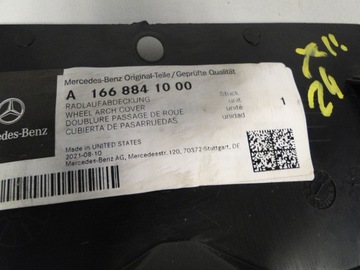 Mercedes-Benz Original-Teile/Geprüfte Qualität
A 166 884 10 00
RADLAUFABDECKUNG
WHEEL ARCH COVER
DOUBLURE PASSAGE DE ROUE
CUBIERTA DE PASARRUEDAS
Stück
unit
unité
unidad
1
Made in UNITED STATES
2021-08-10
Mercedes-Benz AG, Mercedesstr.120, 70372-Stuttgart, DE
des-Benz